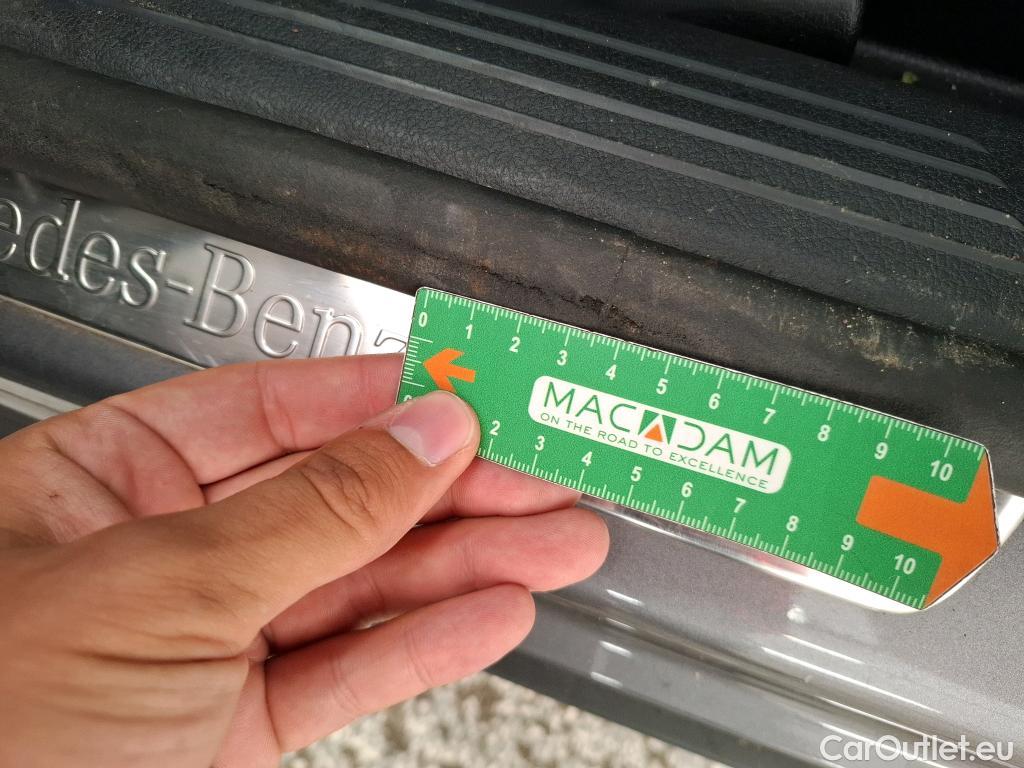 edes-Benz
0 1 2 3 4 5 6 7 8 9 10
MACADAM
ON THE ROAD TO EXCELLENCE
2 3 4 5 6 7 8 9 10
CarOutlet.eu